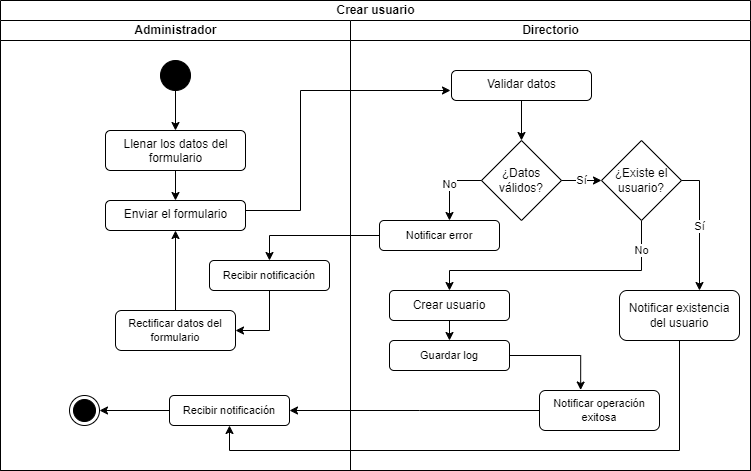 Crear usuario
Administrador
Directorio
Validar datos
Llenar los datos del
formulario
¿Datos
válidos?
Sí
¿Existe el
usuario?
No
Enviar el formulario
Sí
Notificar error
No
Recibir notificación
Crear usuario
Notificar existencia
del usuario
Rectificar datos del
formulario
Guardar log
Recibir notificación
Notificar operación
exitosa